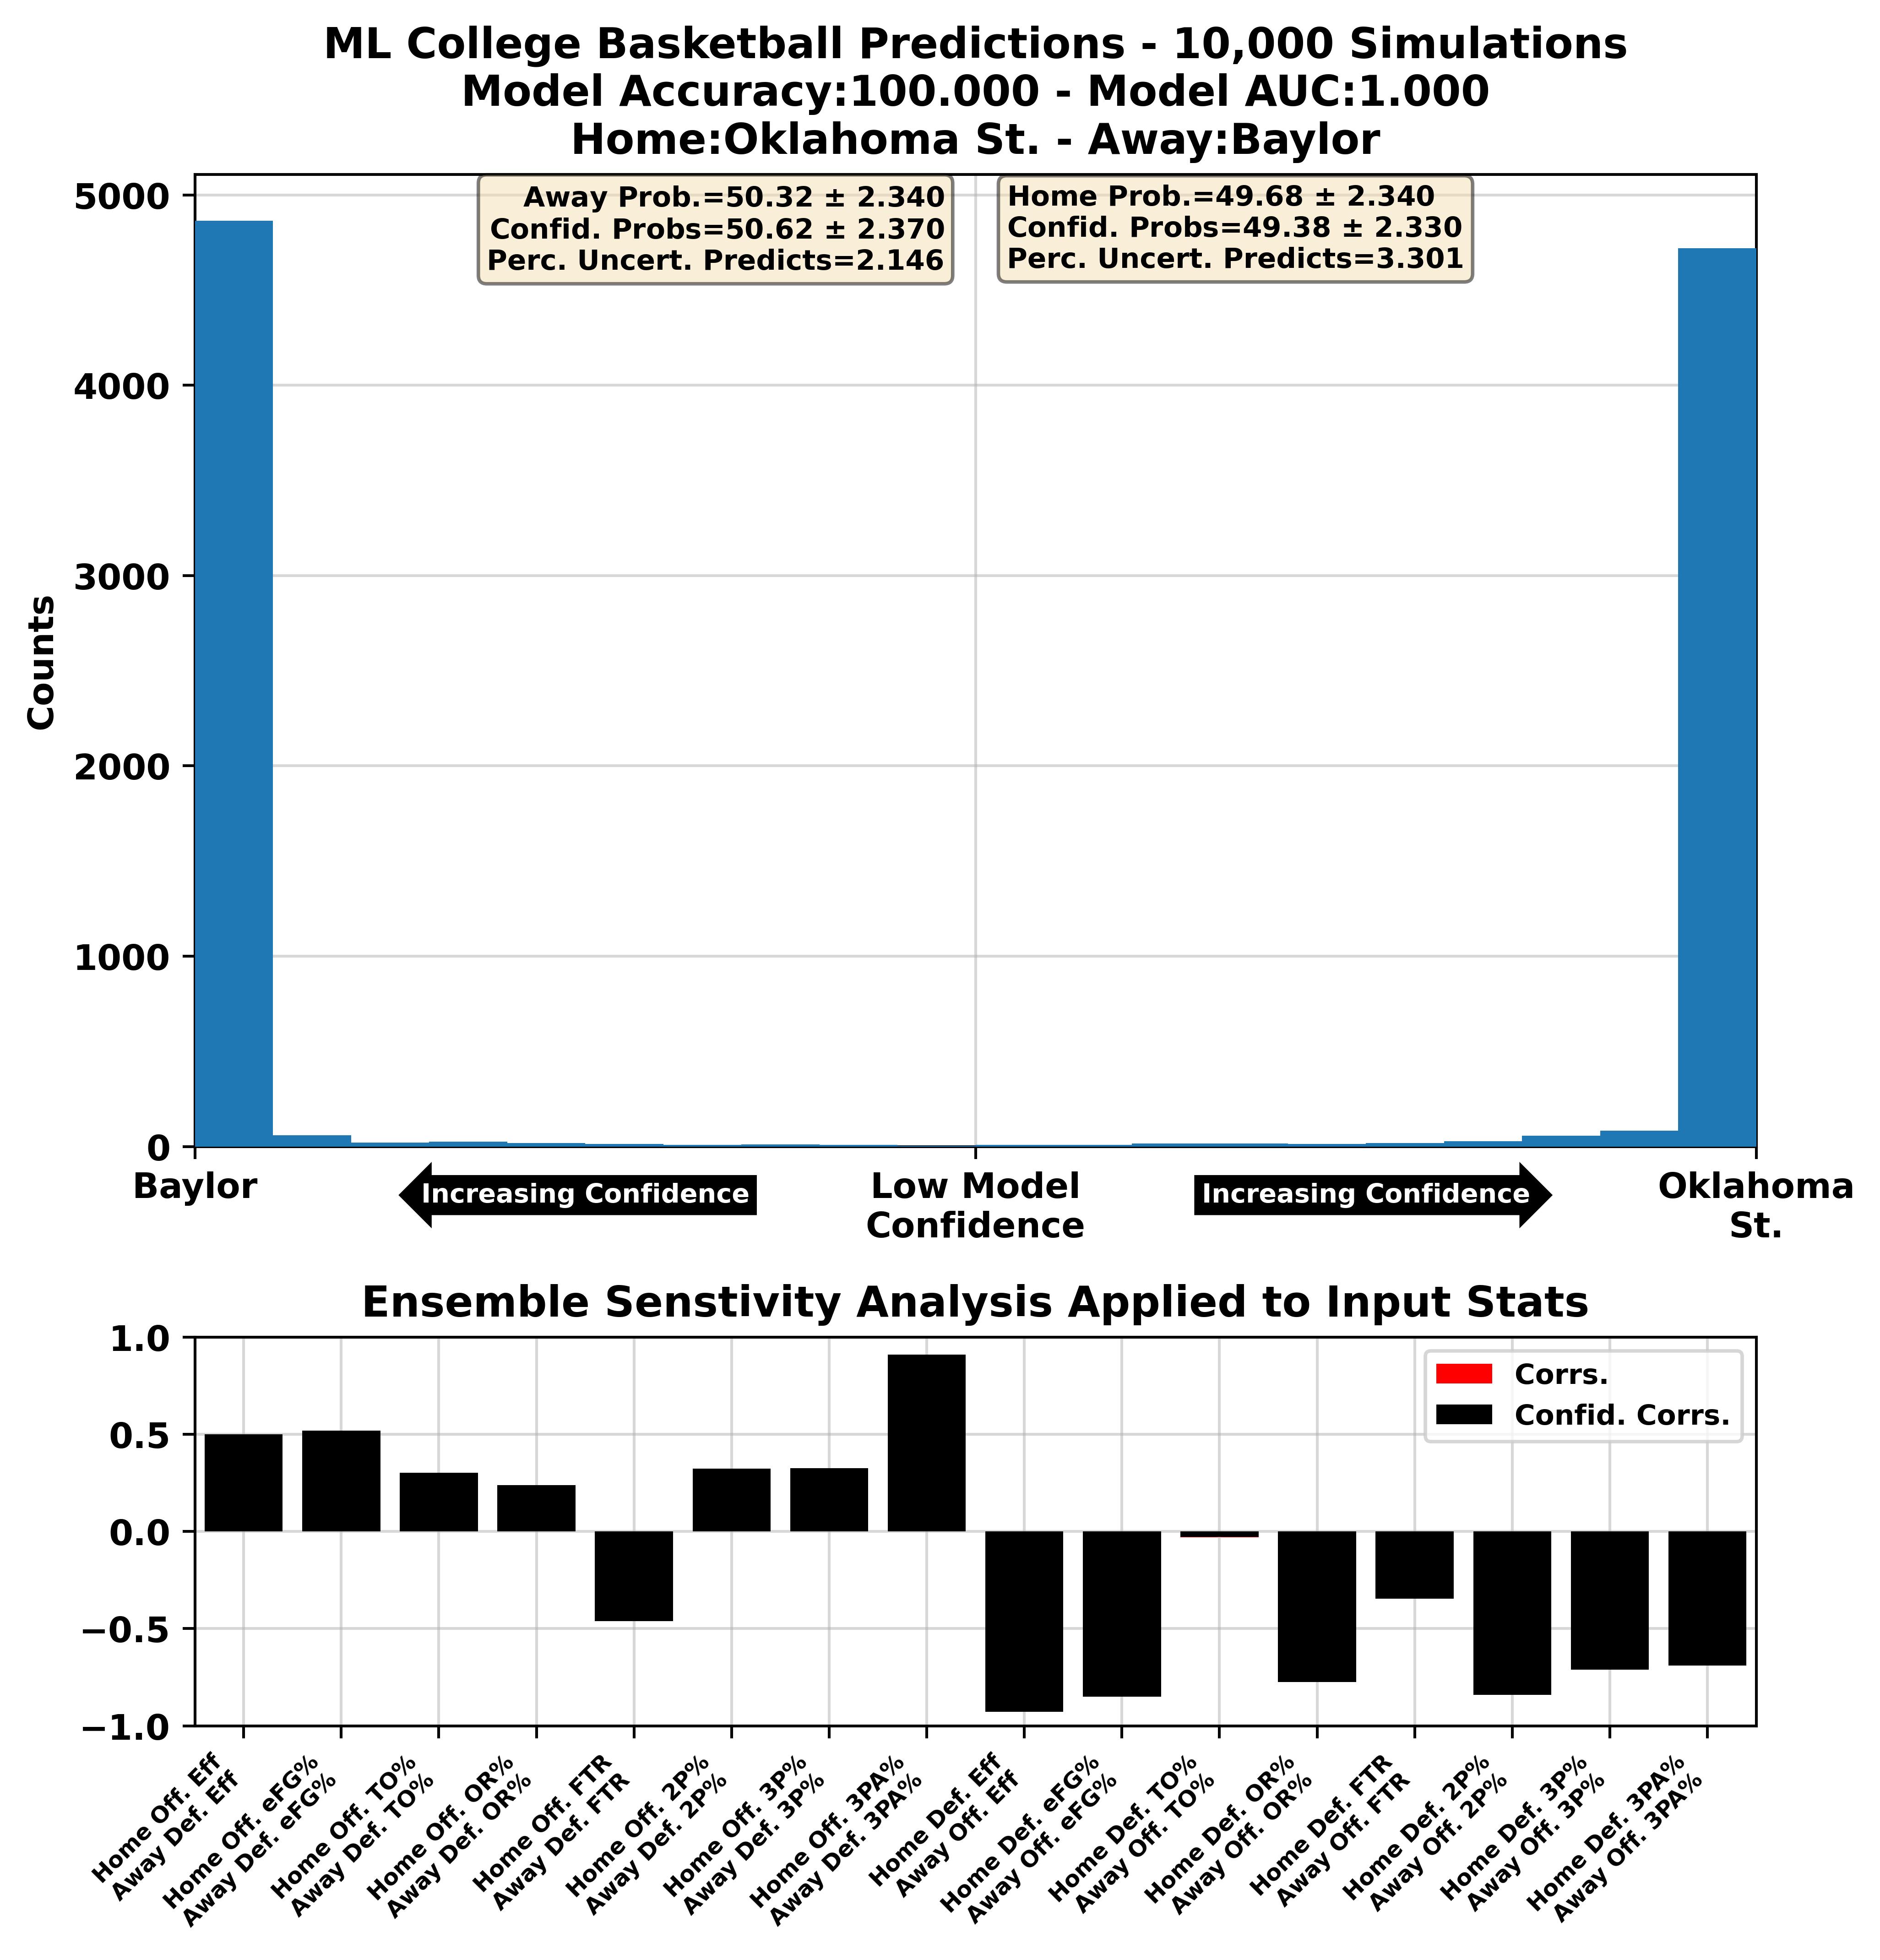 ML College Basketball Predictions - 10,000 Simulations
Model Accuracy:100.000 - Model AUC:1.000
Home:Oklahoma St. - Away:Baylor
Away Prob.=50.32 ± 2.340
Confid. Probs=50.62 ± 2.370
Perc. Uncert. Predicts=2.146
Home Prob.=49.68 ± 2.340
Confid. Probs=49.38 ± 2.330
Perc. Uncert. Predicts=3.301
5000
4000
3000
2000
1000
0
Counts
Baylor
Increasing Confidence
Low Model
Confidence
Increasing Confidence
Oklahoma
St.
Ensemble Senstivity Analysis Applied to Input Stats
1.0
0.5
0.0
−0.5
−1.0
Corrs.
Confid. Corrs.
Home Off. Eff
Away Def. Eff
Home Off. eFG%
Away Def. eFG%
Home Off. TO%
Away Def. TO%
Home Off. OR%
Away Def. OR%
Home Off. FTR
Away Def. FTR
Home Off. 2P%
Away Def. 2P%
Home Off. 3P%
Away Def. 3P%
Home Off. 3PA%
Away Def. 3PA%
Home Def. Eff
Away Off. Eff
Home Def. eFG%
Away Off. eFG%
Home Def. TO%
Away Off. TO%
Home Def. OR%
Away Off. OR%
Home Def. FTR
Away Off. FTR
Home Def. 2P%
Away Off. 2P%
Home Def. 3P%
Away Off. 3P%
Home Def. 3PA%
Away Off. 3PA%